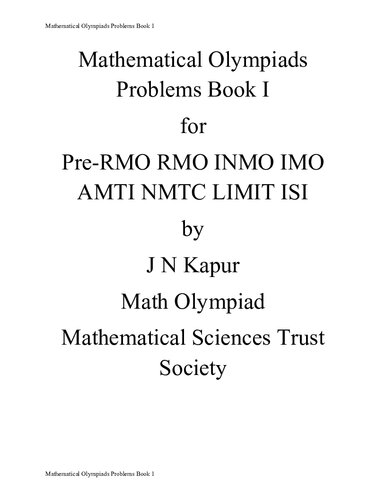 Mathematical Olympiads Problems Book 1
Mathematical Olympiads
Problems Book I
for
Pre-RMO RMO INMO IMO
AMTI NMTC LIMIT ISI
by
J N Kapur
Math Olympiad
Mathematical Sciences Trust
Society
Mathematical Olympiads Problems Book 1